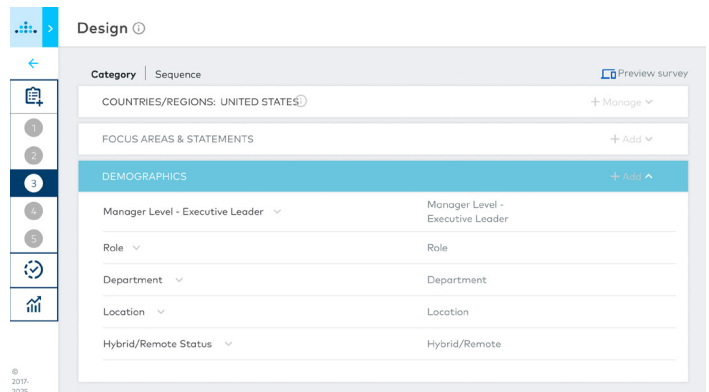 Design
Category | Sequence
Preview survey
COUNTRIES/REGIONS: UNITED STATES
+ Manage
FOCUS AREAS & STATEMENTS
+ Add
DEMOGRAPHICS
+ Add
Manager Level - Executive Leader
Manager Level -
Executive Leader
Role
Role
Department
Department
Location
Location
Hybrid/Remote Status
Hybrid/Remote
1
2
3
4
5
©
2017-
2025